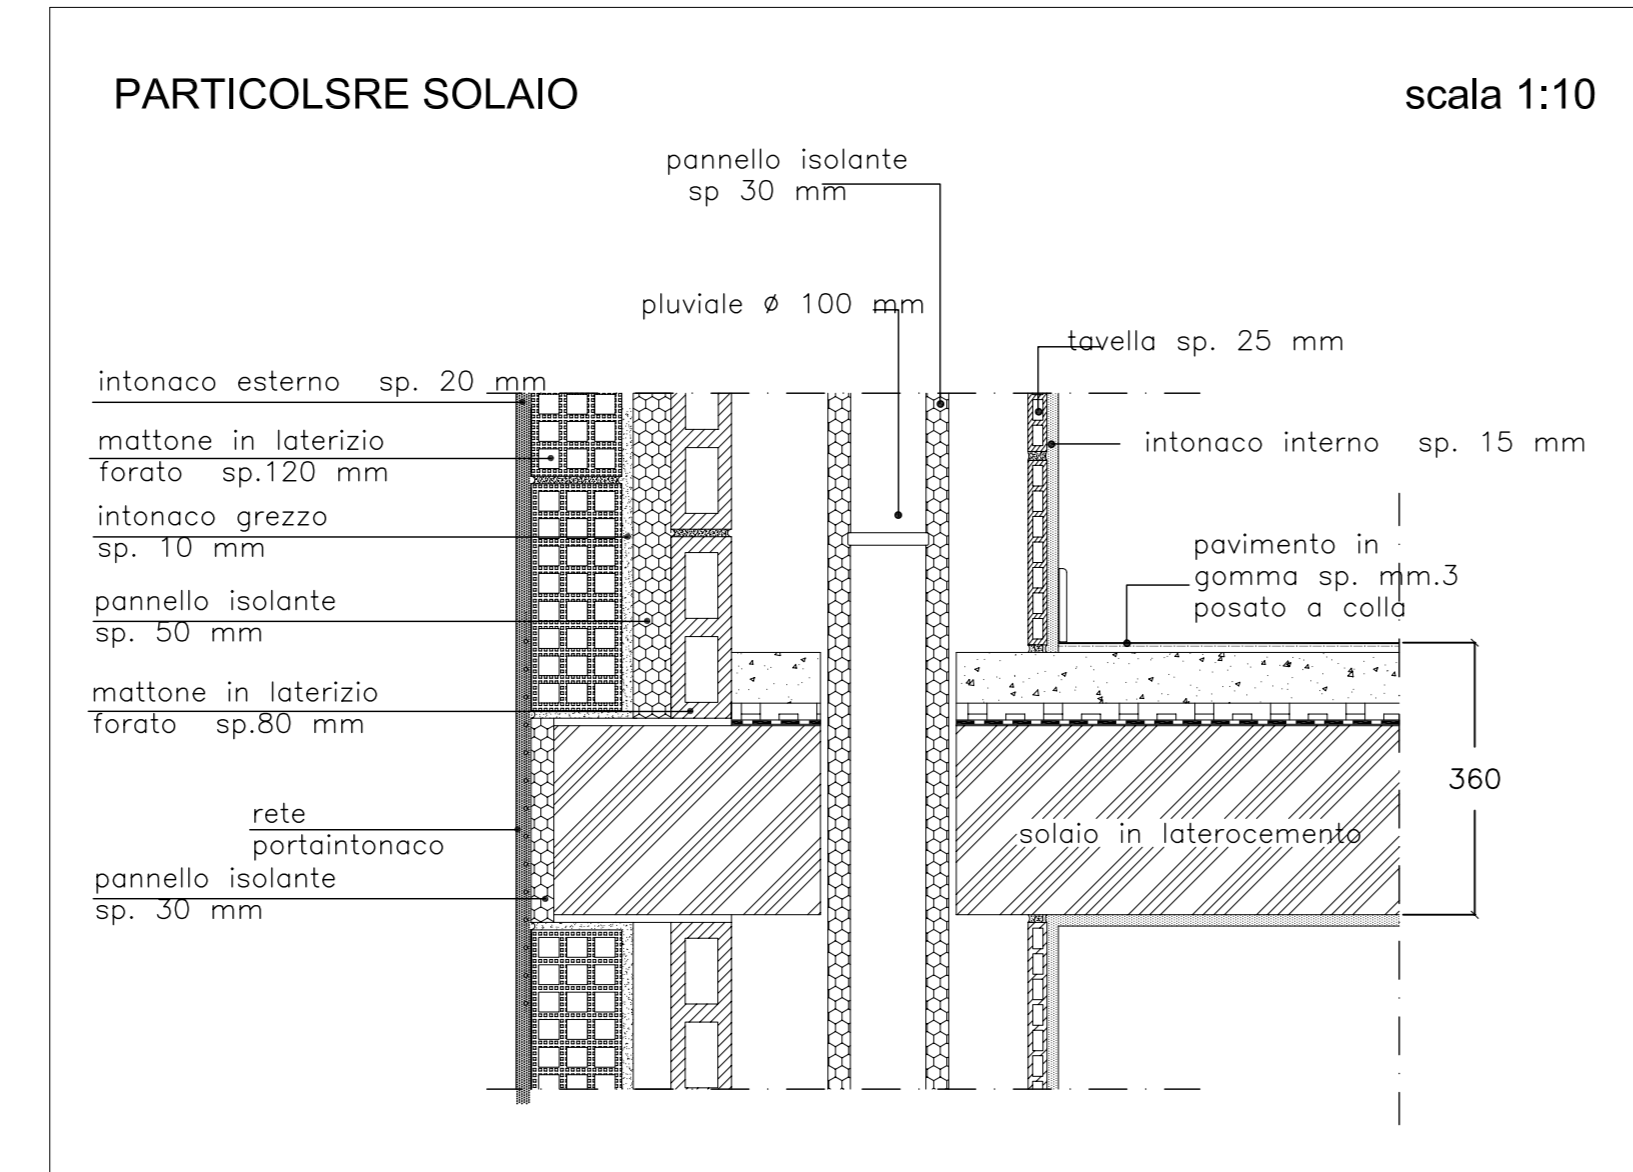 PARTICOLSRE SOLAIO
scala 1:10
pannello isolante
sp 30 mm
pluviale ø 100 mm
tavella sp. 25 mm
intonaco esterno sp. 20 mm
mattone in laterizio
forato sp.120 mm
intonaco interno sp. 15 mm
intonaco grezzo
sp. 10 mm
pavimento in
gomma sp. mm.3
posato a colla
pannello isolante
sp. 50 mm
mattone in laterizio
forato sp.80 mm
360
rete
portaintonaco
solaio in laterocemento
pannello isolante
sp. 30 mm